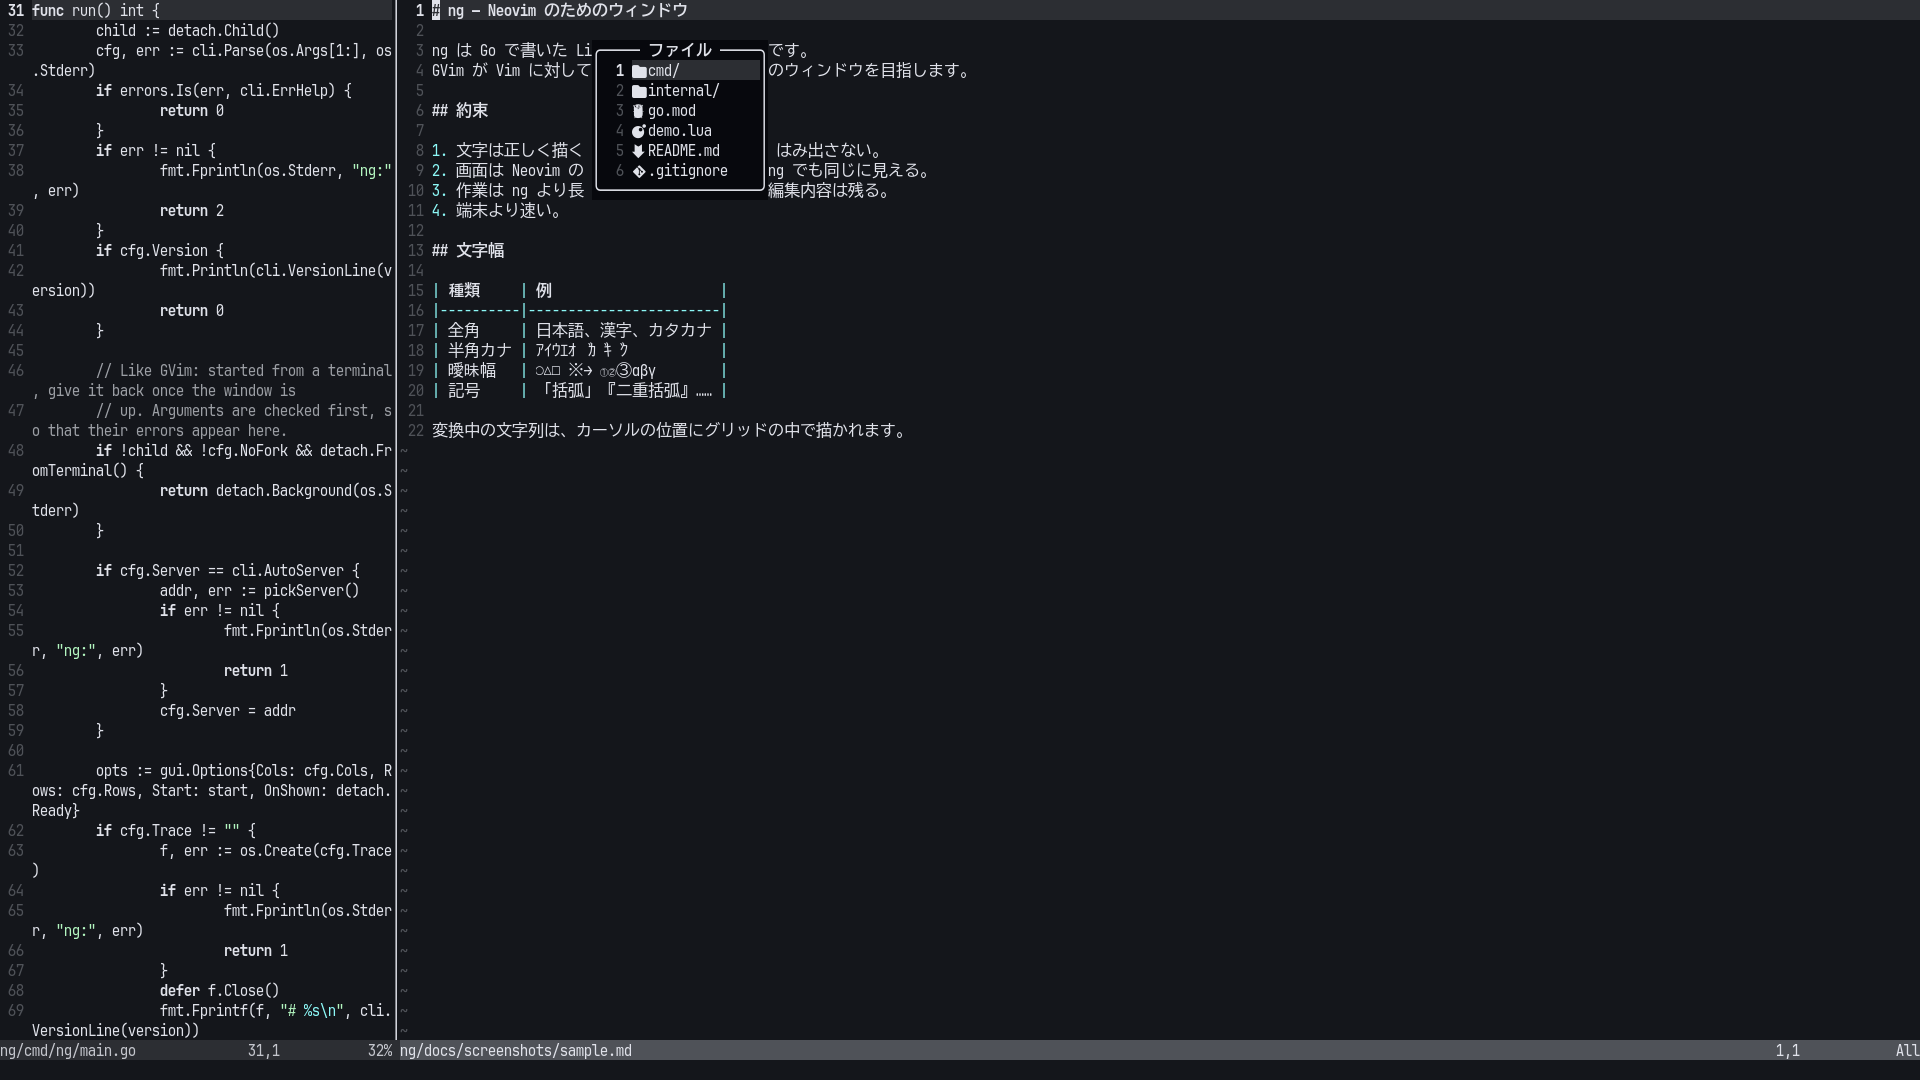 31 func run() int {
32 child := detach.Child()
33 cfg, err := cli.Parse(os.Args[1:], os
.Stderr)
34 if errors.Is(err, cli.ErrHelp) {
35 return 0
36 }
37 if err != nil {
38 fmt.Fprintln(os.Stderr, "ng:"
, err)
39 return 2
40 }
41 if cfg.Version {
42 fmt.Println(cli.VersionLine(v
ersion))
43 return 0
44 }
45
46 // Like GVim: started from a terminal
, give it back once the window is
47 // up. Arguments are checked first, s
o that their errors appear here.
48 if !child && !cfg.NoFork && detach.Fr
omTerminal() {
49 return detach.Background(os.S
tderr)
50 }
51
52 if cfg.Server == cli.AutoServer {
53 addr, err := pickServer()
54 if err != nil {
55 fmt.Fprintln(os.Stder
r, "ng:", err)
56 return 1
57 }
58 cfg.Server = addr
59 }
60
61 opts := gui.Options{Cols: cfg.Cols, R
ows: cfg.Rows, Start: start, OnShown: detach.
Ready}
62 if cfg.Trace != "" {
63 f, err := os.Create(cfg.Trace
)
64 if err != nil {
65 fmt.Fprintln(os.Stder
r, "ng:", err)
66 return 1
67 }
68 defer f.Close()
69 fmt.Fprintf(f, "# %s\n", cli.
VersionLine(version))
ng/cmd/ng/main.go 31,1 32%
1 # ng — Neovim のためのウィンドウ
2
3 ng は Go で書いた Li です。
4 GVim が Vim に対して のウィンドウを目指します。
5
6 ## 約束
7
8 1. 文字は正しく描く はみ出さない。
9 2. 画面は Neovim の ng でも同じに見える。
10 3. 作業は ng より長 編集内容は残る。
11 4. 端末より速い。
12
13 ## 文字幅
14
15 | 種類 | 例 |
16 |----------|------------------------|
17 | 全角 | 日本語、漢字、カタカナ |
18 | 半角カナ | ｱｲｳｴｵ ｶﾞｷﾞｸﾞ |
19 | 曖昧幅 | ○△□ ※→ ①②③αβγ |
20 | 記号 | 「括弧」『二重括弧』…… |
21
22 変換中の文字列は、カーソルの位置にグリッドの中で描かれます。
ファイル
1 cmd/
2 internal/
3 go.mod
4 demo.lua
5 README.md
6 .gitignore
ng/docs/screenshots/sample.md 1,1 All